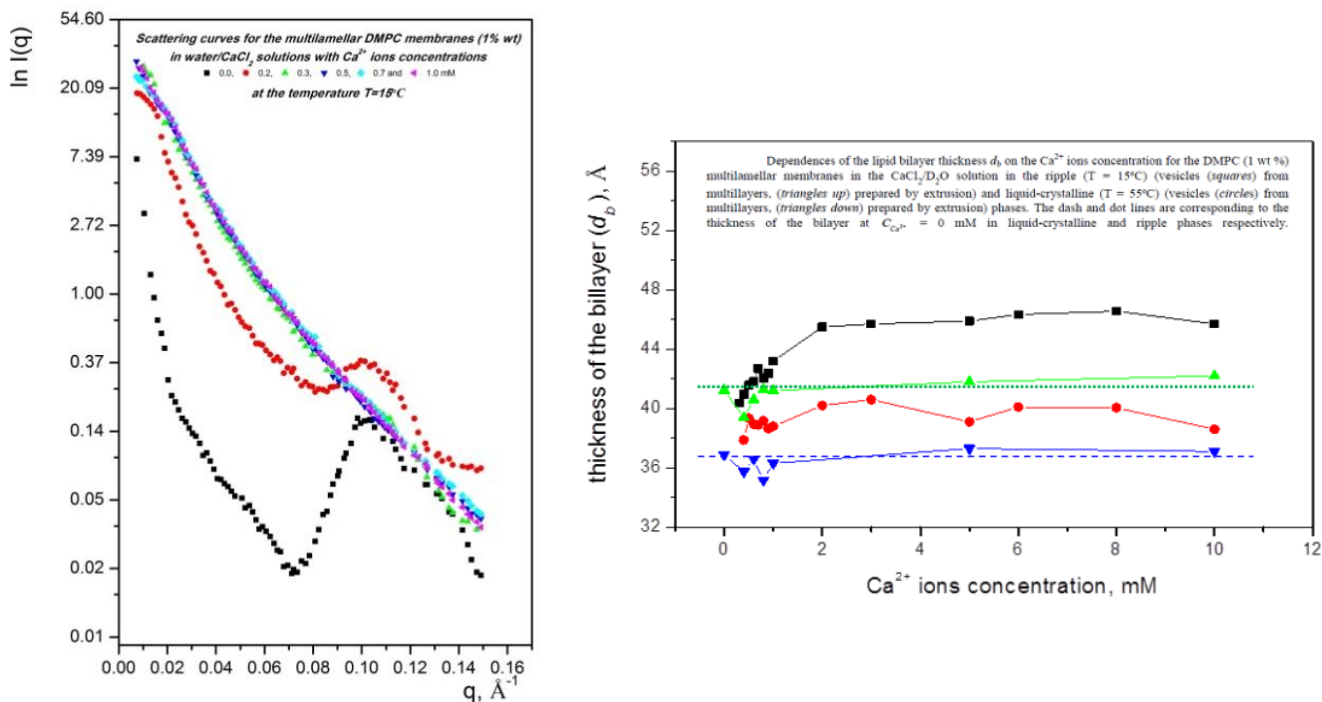 ln I(q)
54.60
20.09
7.39
2.72
1.00
0.37
0.14
0.05
0.02
0.01
Scattering curves for the multilamellar DMPC membranes (1% wt)
in water/CaCl₂ solutions with Ca²⁺ ions concentrations
0.0, 0.2, 0.3, 0.5, 0.7 and 1.0 mM
at the temperature T=15°C
0.00 0.02 0.04 0.06 0.08 0.10 0.12 0.14 0.16
q, Å⁻¹
thickness of the billayer (d_b), Å
56
52
48
44
40
36
32
Dependences of the lipid bilayer thickness d_b on the Ca²⁺ ions concentration for the DMPC (1 wt %)
multilamellar membranes in the CaCl₂/D₂O solution in the ripple (T = 15°C) (vesicles (squares) from
multilayers, (triangles up) prepared by extrusion) and liquid-crystalline (T = 55°C) (vesicles (circles) from
multilayers, (triangles down) prepared by extrusion) phases. The dash and dot lines are corresponding to the
thickness of the bilayer at C_Ca²⁺ = 0 mM in liquid-crystalline and ripple phases respectively.
0 2 4 6 8 10 12
Ca²⁺ ions concentration, mM